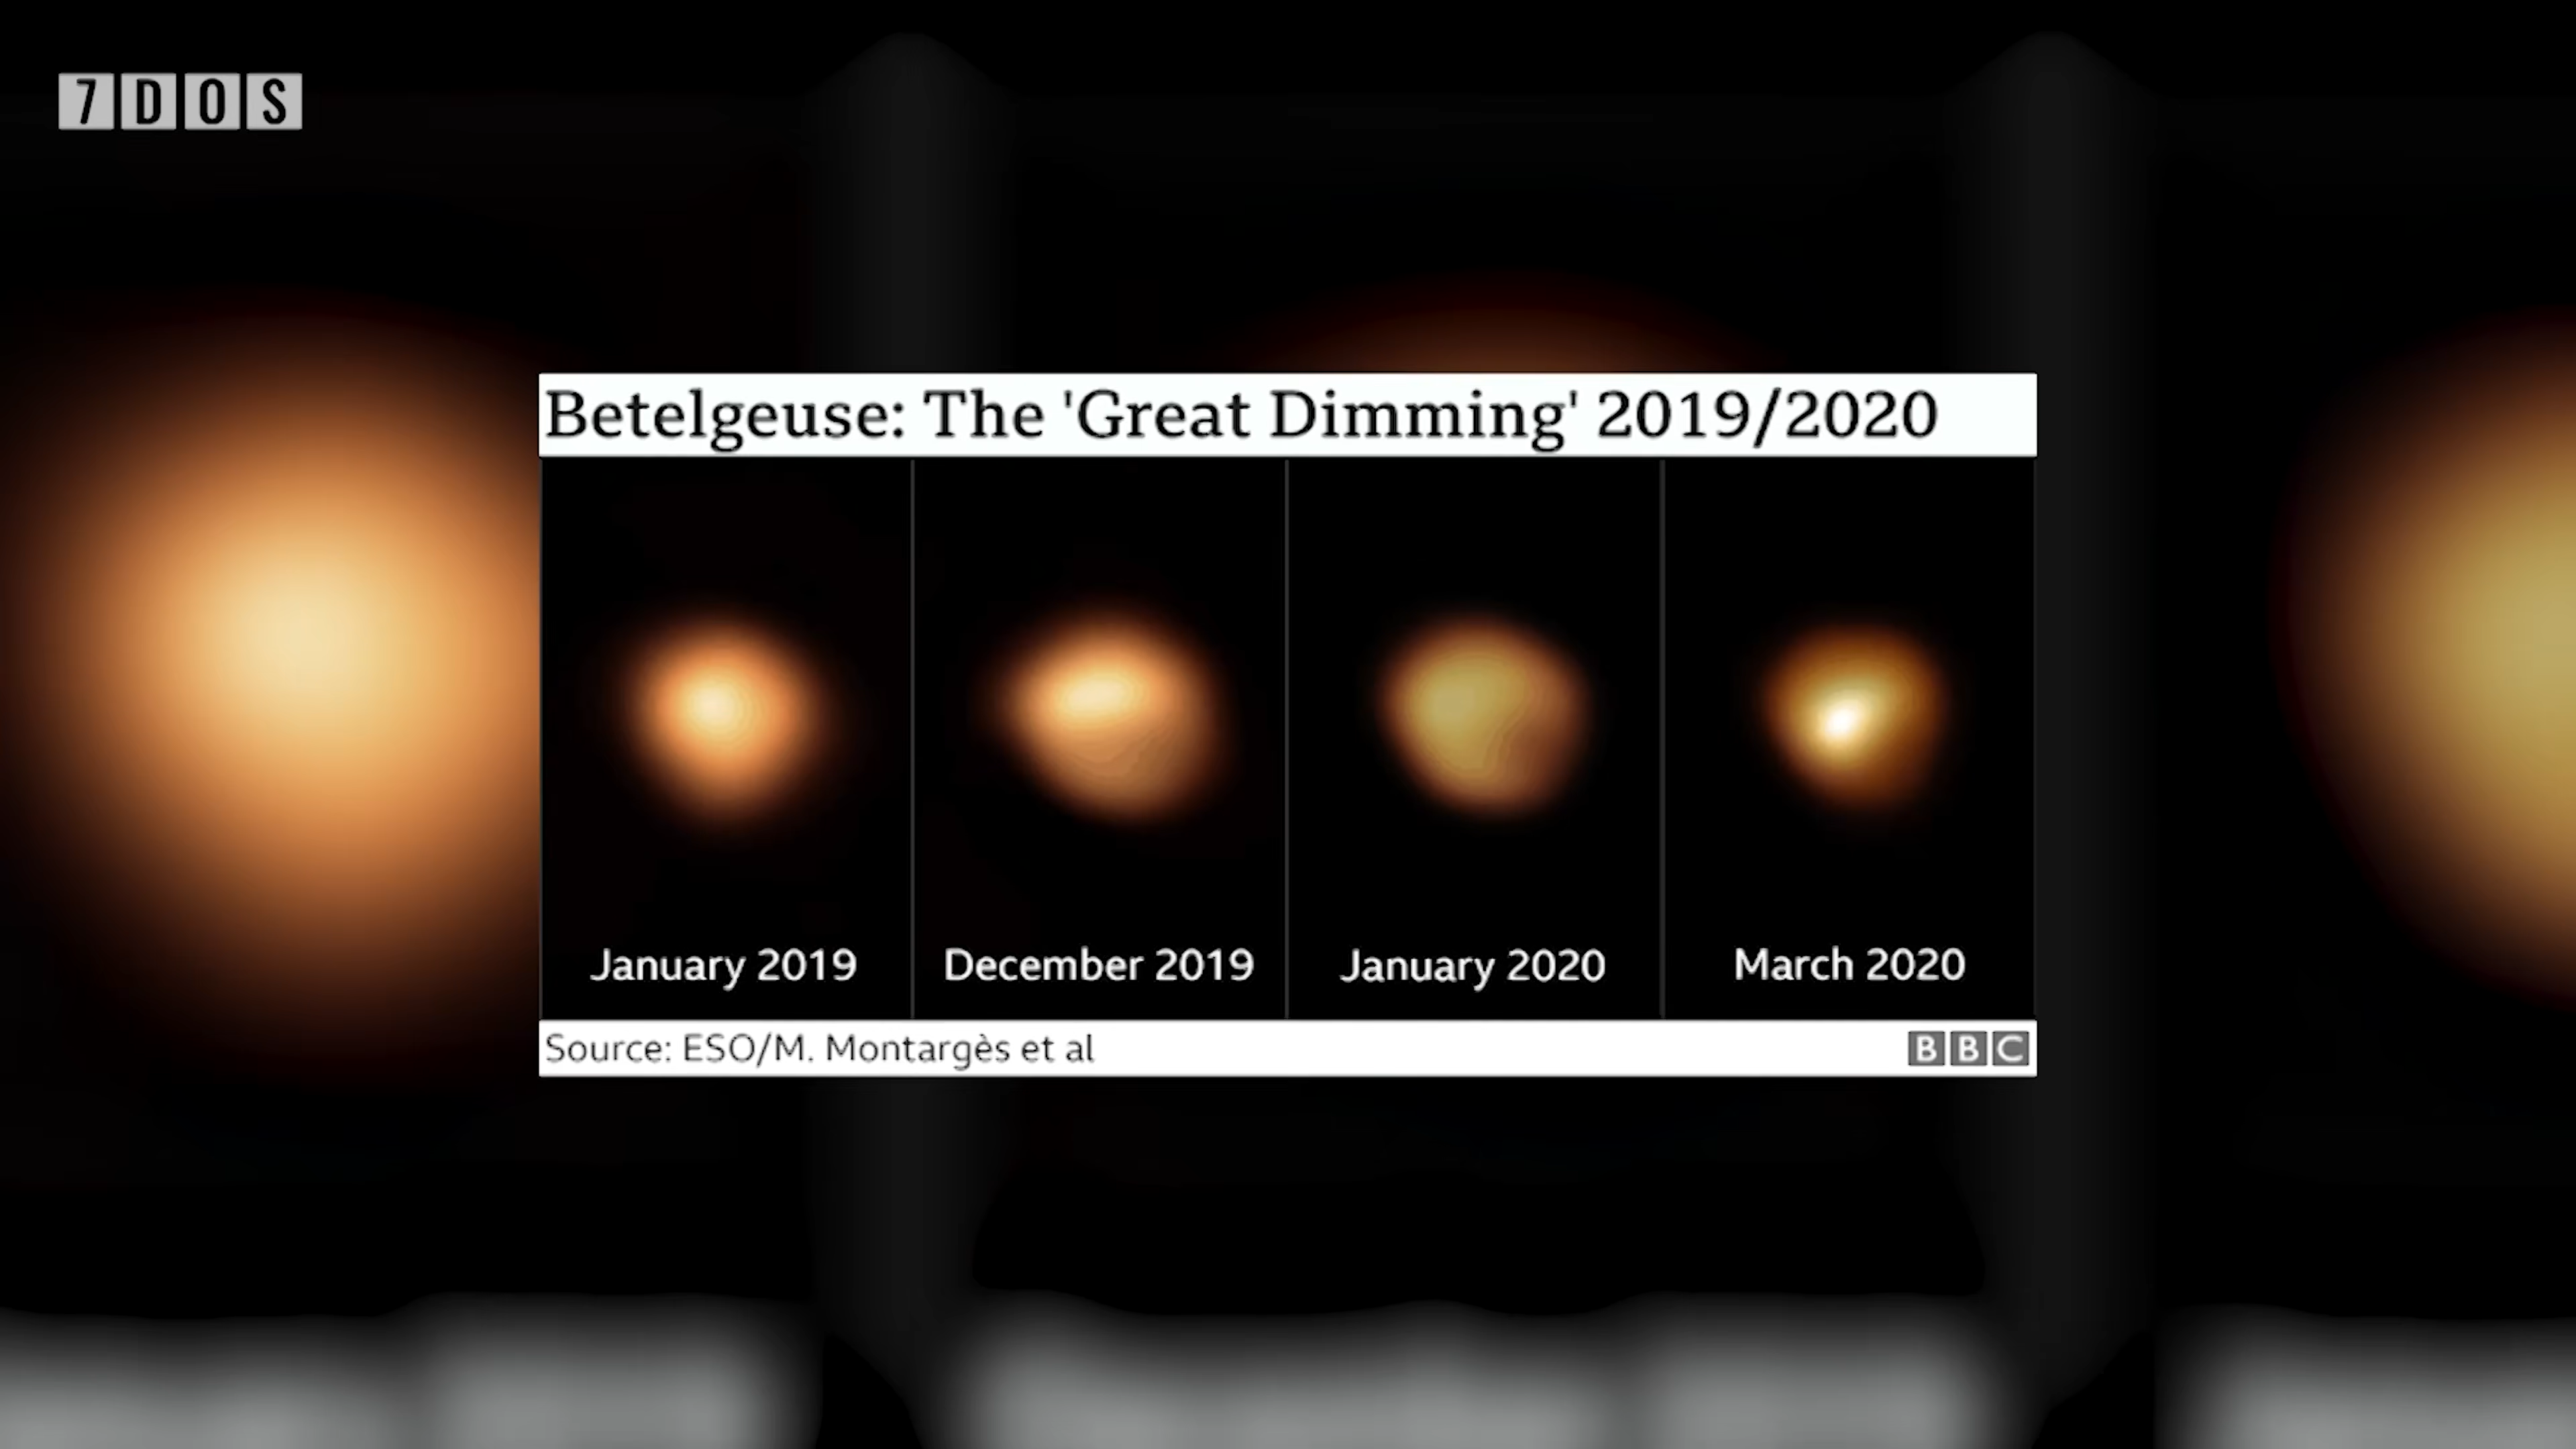 7DOS
Betelgeuse: The 'Great Dimming' 2019/2020
January 2019
December 2019
January 2020
March 2020
Source: ESO/M. Montargès et al
BBC